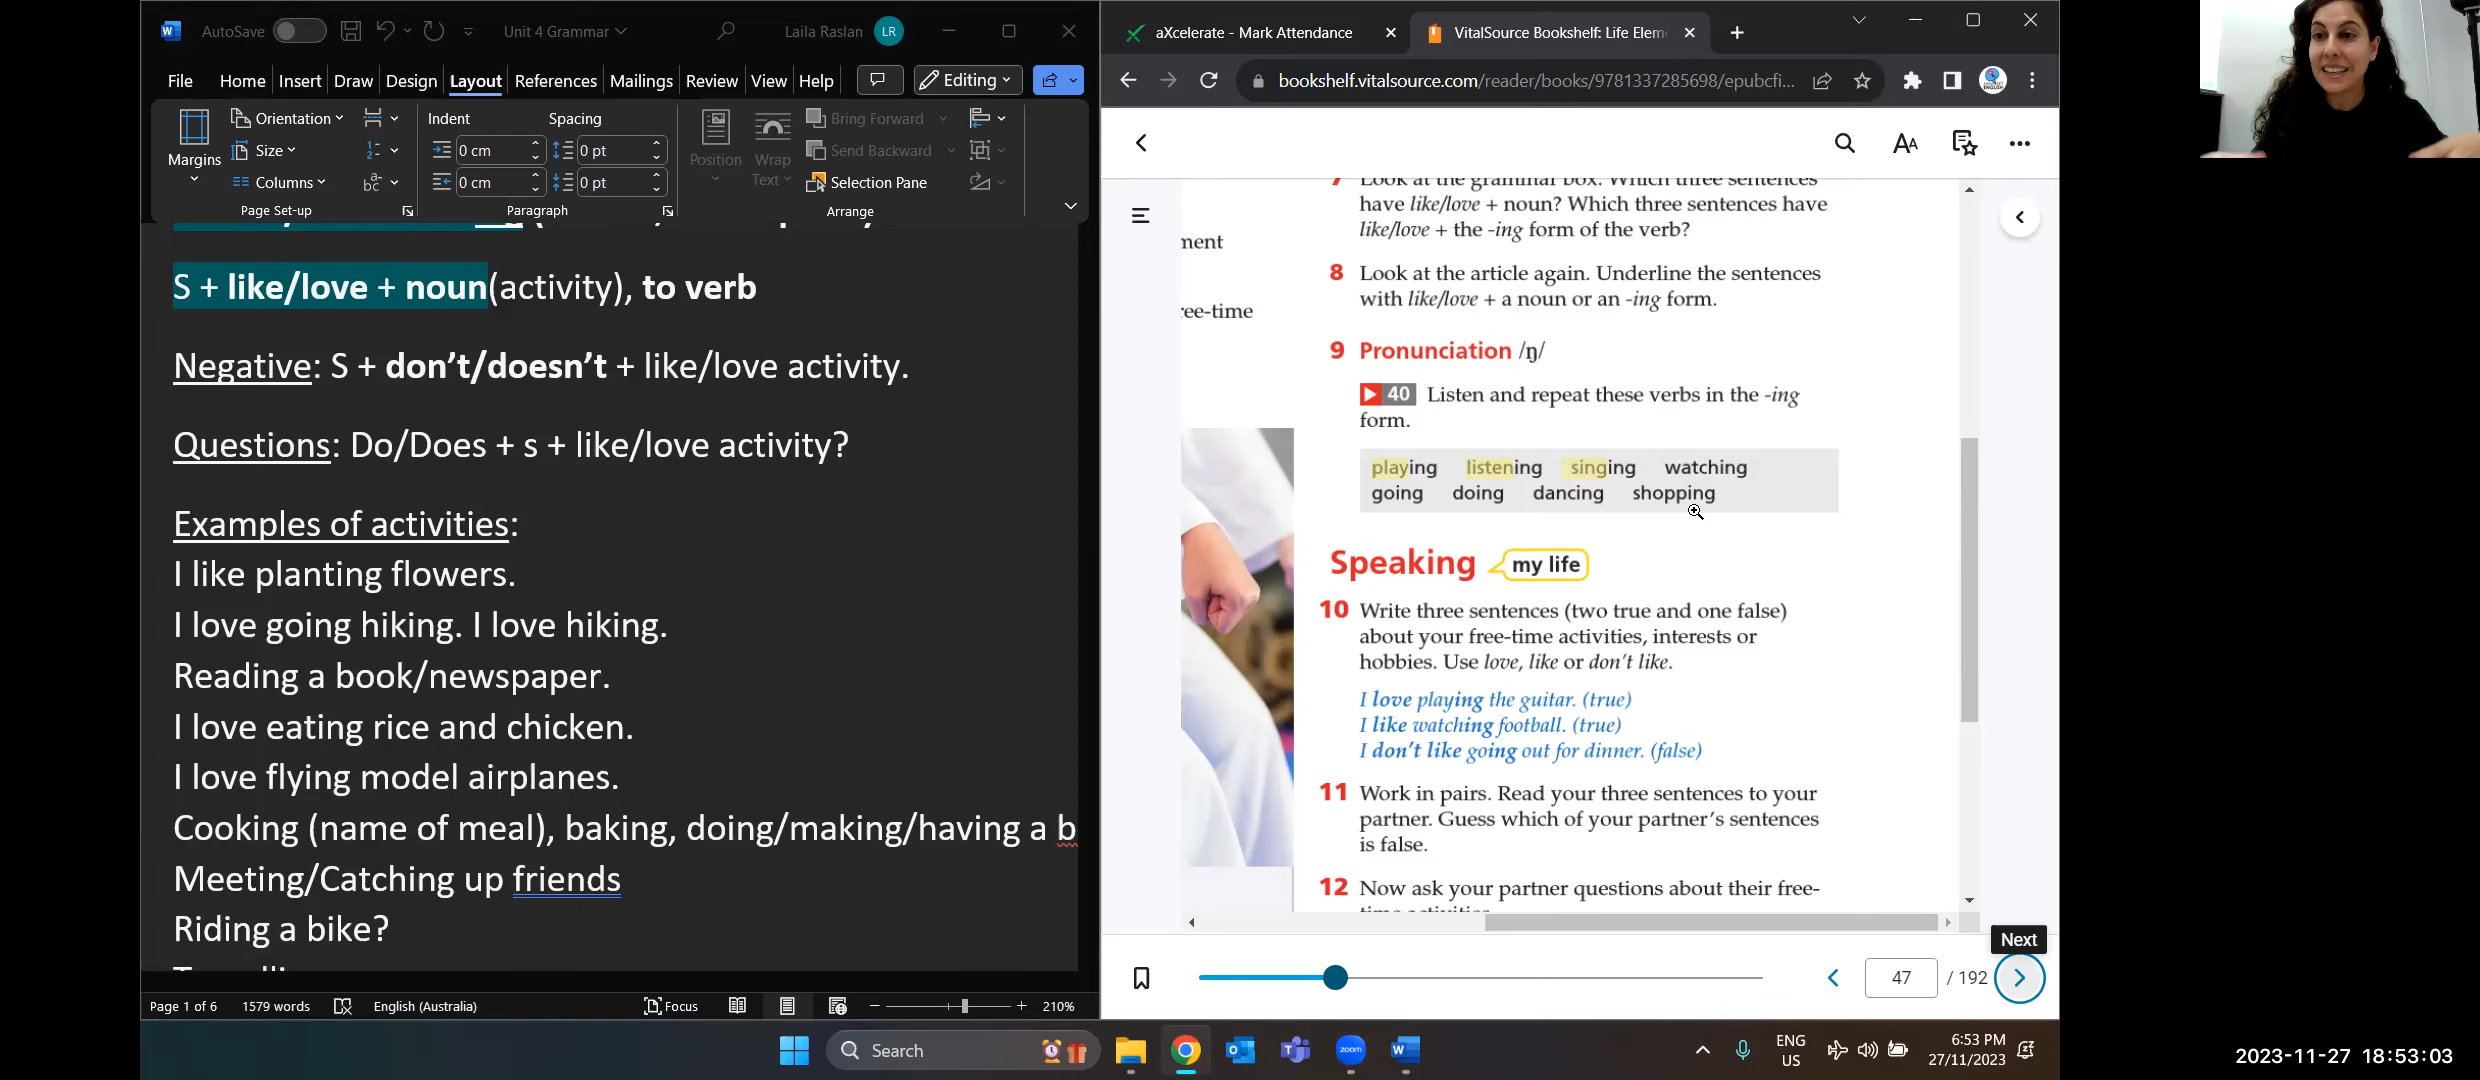 AutoSave
Unit 4 Grammar
Laila Raslan
LR
File Home Insert Draw Design Layout References Mailings Review View Help
Editing
Margins
Orientation
Size
Columns
Page Set-up
Indent
Spacing
0 cm
0 pt
0 cm
0 pt
Paragraph
Position
Wrap
Text
Bring Forward
Send Backward
Selection Pane
Arrange
S + like/love + noun(activity), to verb
Negative: S + don't/doesn't + like/love activity.
Questions: Do/Does + s + like/love activity?
Examples of activities:
I like planting flowers.
I love going hiking. I love hiking.
Reading a book/newspaper.
I love eating rice and chicken.
I love flying model airplanes.
Cooking (name of meal), baking, doing/making/having a b
Meeting/Catching up friends
Riding a bike?
Page 1 of 6
1579 words
English (Australia)
Focus
210%
aXcelerate - Mark Attendance
VitalSource Bookshelf: Life Elem
bookshelf.vitalsource.com/reader/books/9781337285698/epubcfi...
ment
ree-time
7 Look at the grammar box. Which three sentences
have like/love + noun? Which three sentences have
like/love + the -ing form of the verb?
8 Look at the article again. Underline the sentences
with like/love + a noun or an -ing form.
9 Pronunciation /ŋ/
40 Listen and repeat these verbs in the -ing
form.
playing listening singing watching
going doing dancing shopping
Speaking my life
10 Write three sentences (two true and one false)
about your free-time activities, interests or
hobbies. Use love, like or don't like.
I love playing the guitar. (true)
I like watching football. (true)
I don't like going out for dinner. (false)
11 Work in pairs. Read your three sentences to your
partner. Guess which of your partner's sentences
is false.
12 Now ask your partner questions about their free-
time activities.
Next
47 / 192
Search
zoom
ENG
US
6:53 PM
27/11/2023
2023-11-27 18:53:03